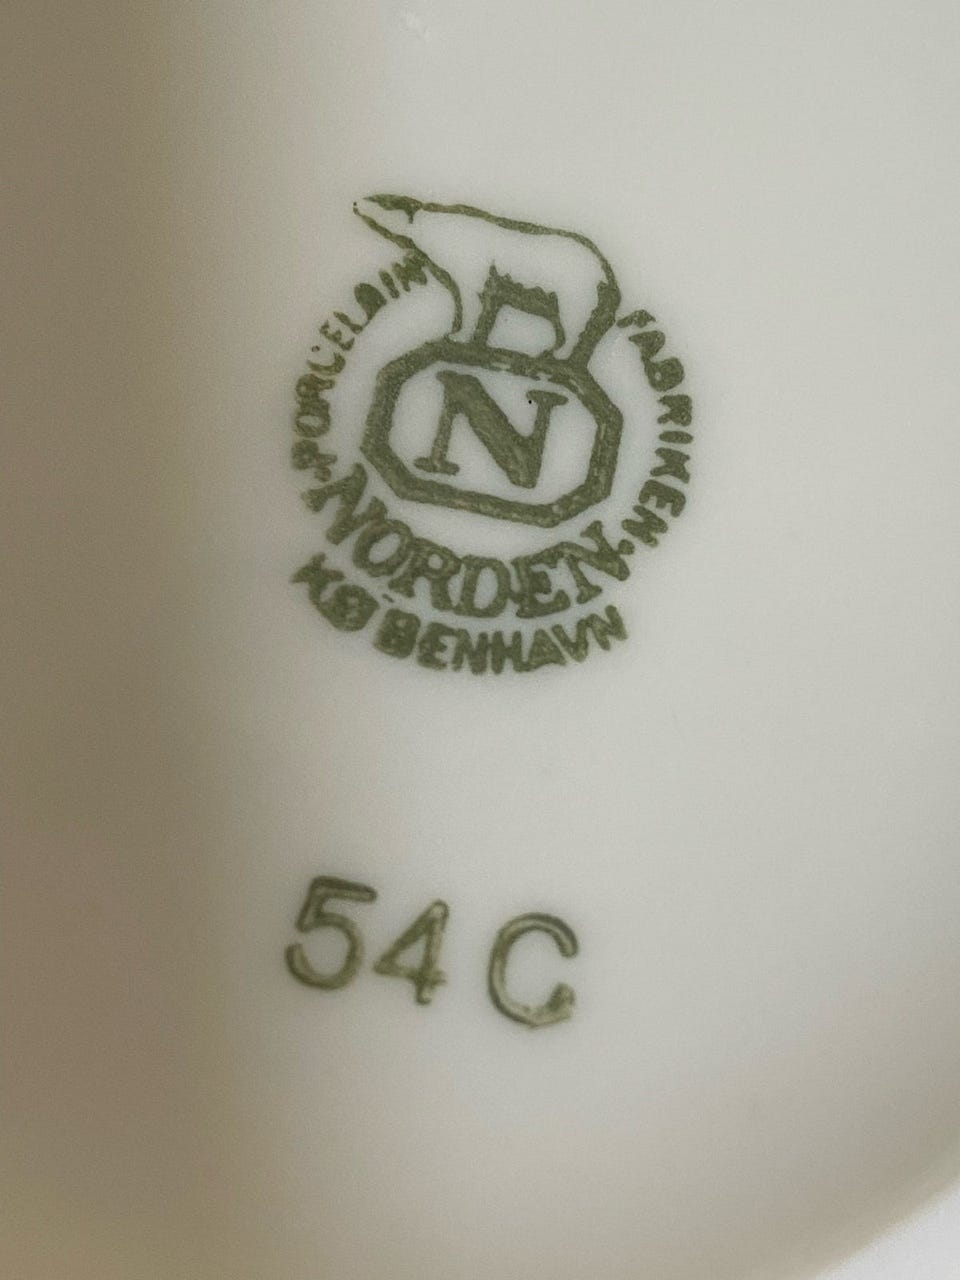 PORCELAIN FABRIKEN
N
·NORDEN·
KØBENHAVN
54 C